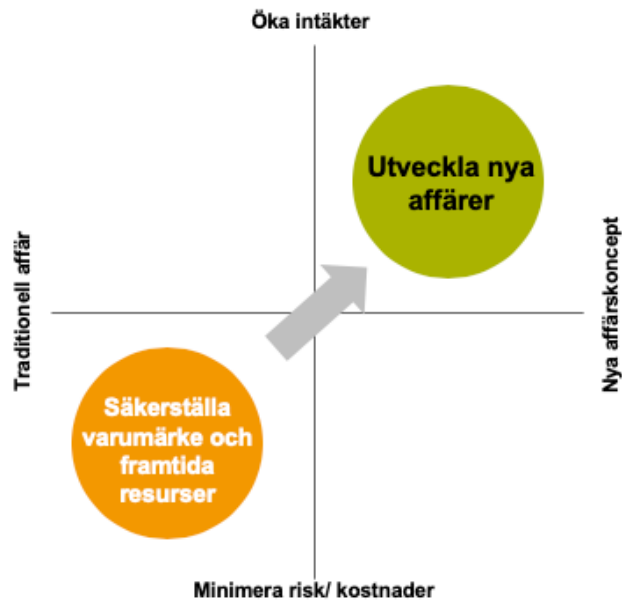 Öka intäkter
Utveckla nya
affärer
Traditionell affär
Nya affärskoncept
Säkerställa
varumärke och
framtida
resurser
Minimera risk/ kostnader